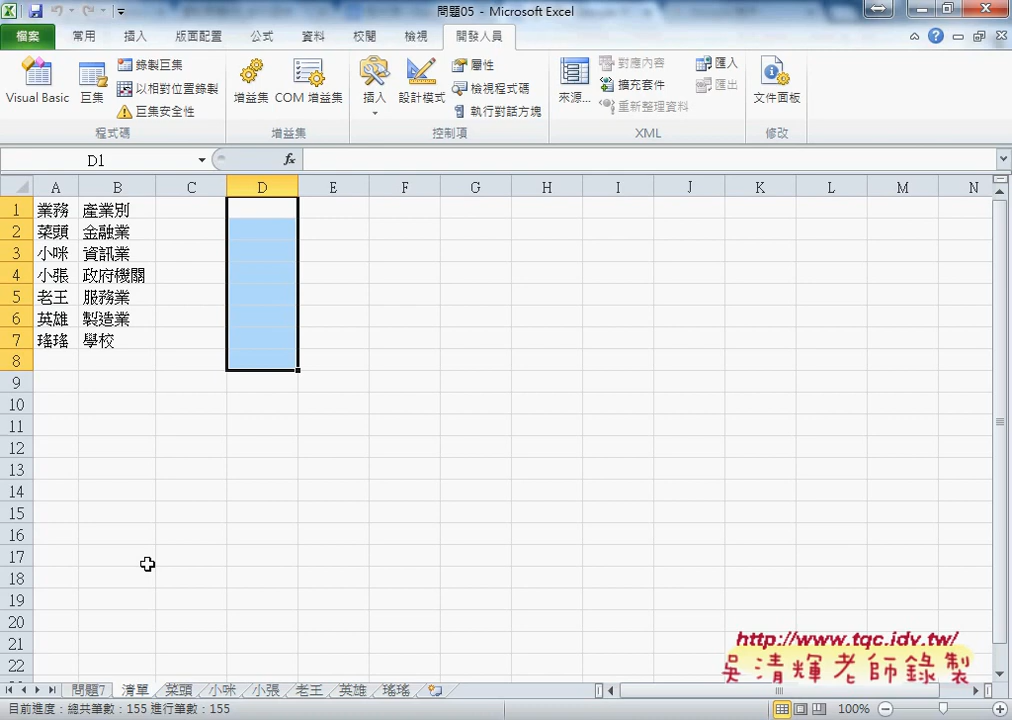 問題05 - Microsoft Excel
檔案 常用 插入 版面配置 公式 資料 校閱 檢視 開發人員
Visual Basic 巨集 錄製巨集 以相對位置錄製 巨集安全性 增益集 COM 增益集 插入 設計模式 屬性 檢視程式碼 執行對話方塊 來源... 對應內容 擴充套件 重新整理資料 匯入 匯出 文件面板
程式碼 增益集 控制項 XML 修改
D1 fx
A B C D E F G H I J K L M N
1 業務 產業別
2 菜頭 金融業
3 小咪 資訊業
4 小張 政府機關
5 老王 服務業
6 英雄 製造業
7 瑤瑤 學校
8
9
10
11
12
13
14
15
16
17
18
19
20
21
22
http://www.tqc.idv.tw/
吳清輝老師錄製
問題7 清單 菜頭 小咪 小張 老王 英雄 瑤瑤
目前進度：總共筆數：155 進行筆數：155 100%